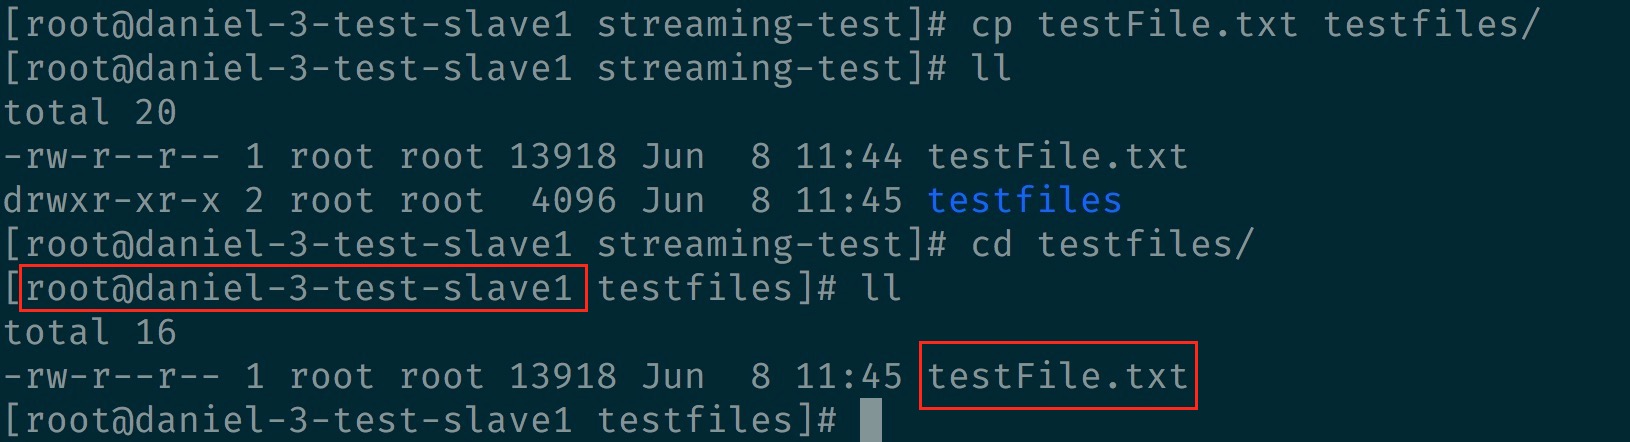 [root@daniel-3-test-slave1 streaming-test]# cp testFile.txt testfiles/
[root@daniel-3-test-slave1 streaming-test]# ll
total 20
-rw-r--r-- 1 root root 13918 Jun  8 11:44 testFile.txt
drwxr-xr-x 2 root root  4096 Jun  8 11:45 testfiles
[root@daniel-3-test-slave1 streaming-test]# cd testfiles/
[root@daniel-3-test-slave1 testfiles]# ll
total 16
-rw-r--r-- 1 root root 13918 Jun  8 11:45 testFile.txt
[root@daniel-3-test-slave1 testfiles]#